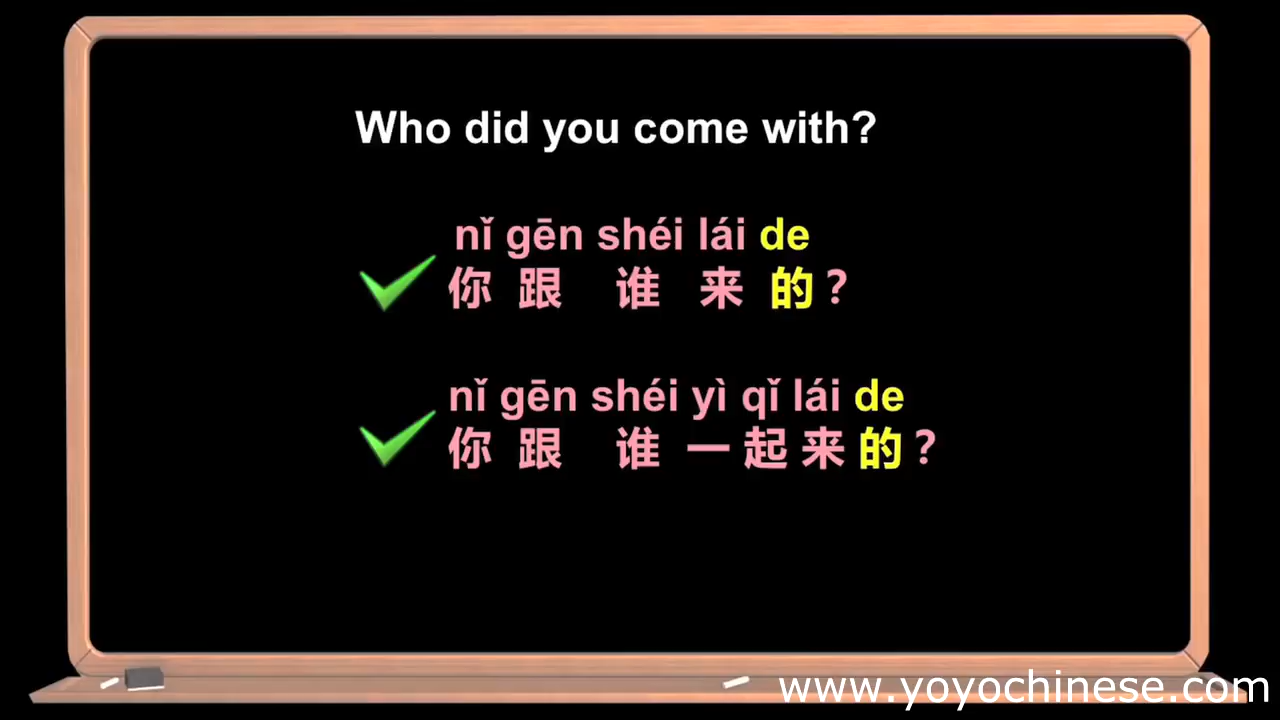 Who did you come with?
nǐ gēn shéi lái de
你 跟 谁 来 的？
nǐ gēn shéi yì qǐ lái de
你 跟 谁 一 起 来 的？
www.yoyochinese.com